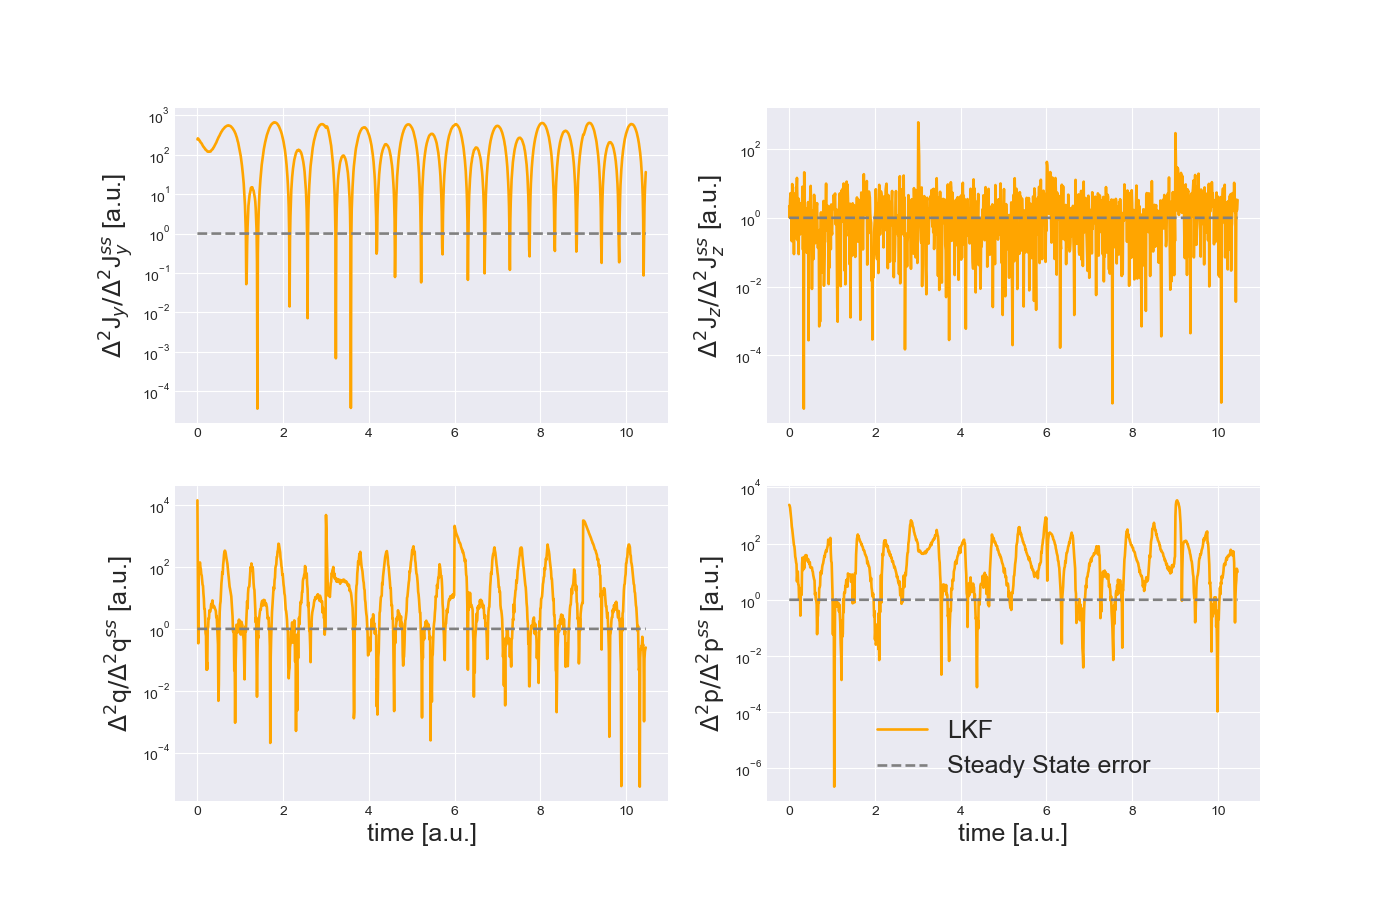 Δ² J_y/Δ² J_y^ss [a.u.]
10³
10²
10¹
10⁰
10⁻¹
10⁻²
10⁻³
10⁻⁴
0 2 4 6 8 10
Δ² J_z/Δ² J_z^ss [a.u.]
10²
10⁰
10⁻²
10⁻⁴
0 2 4 6 8 10
Δ²q/Δ²q^ss [a.u.]
10⁴
10²
10⁰
10⁻²
10⁻⁴
0 2 4 6 8 10
time [a.u.]
Δ²p/Δ²p^ss [a.u.]
10⁴
10²
10⁰
10⁻²
10⁻⁴
10⁻⁶
LKF
Steady State error
0 2 4 6 8 10
time [a.u.]